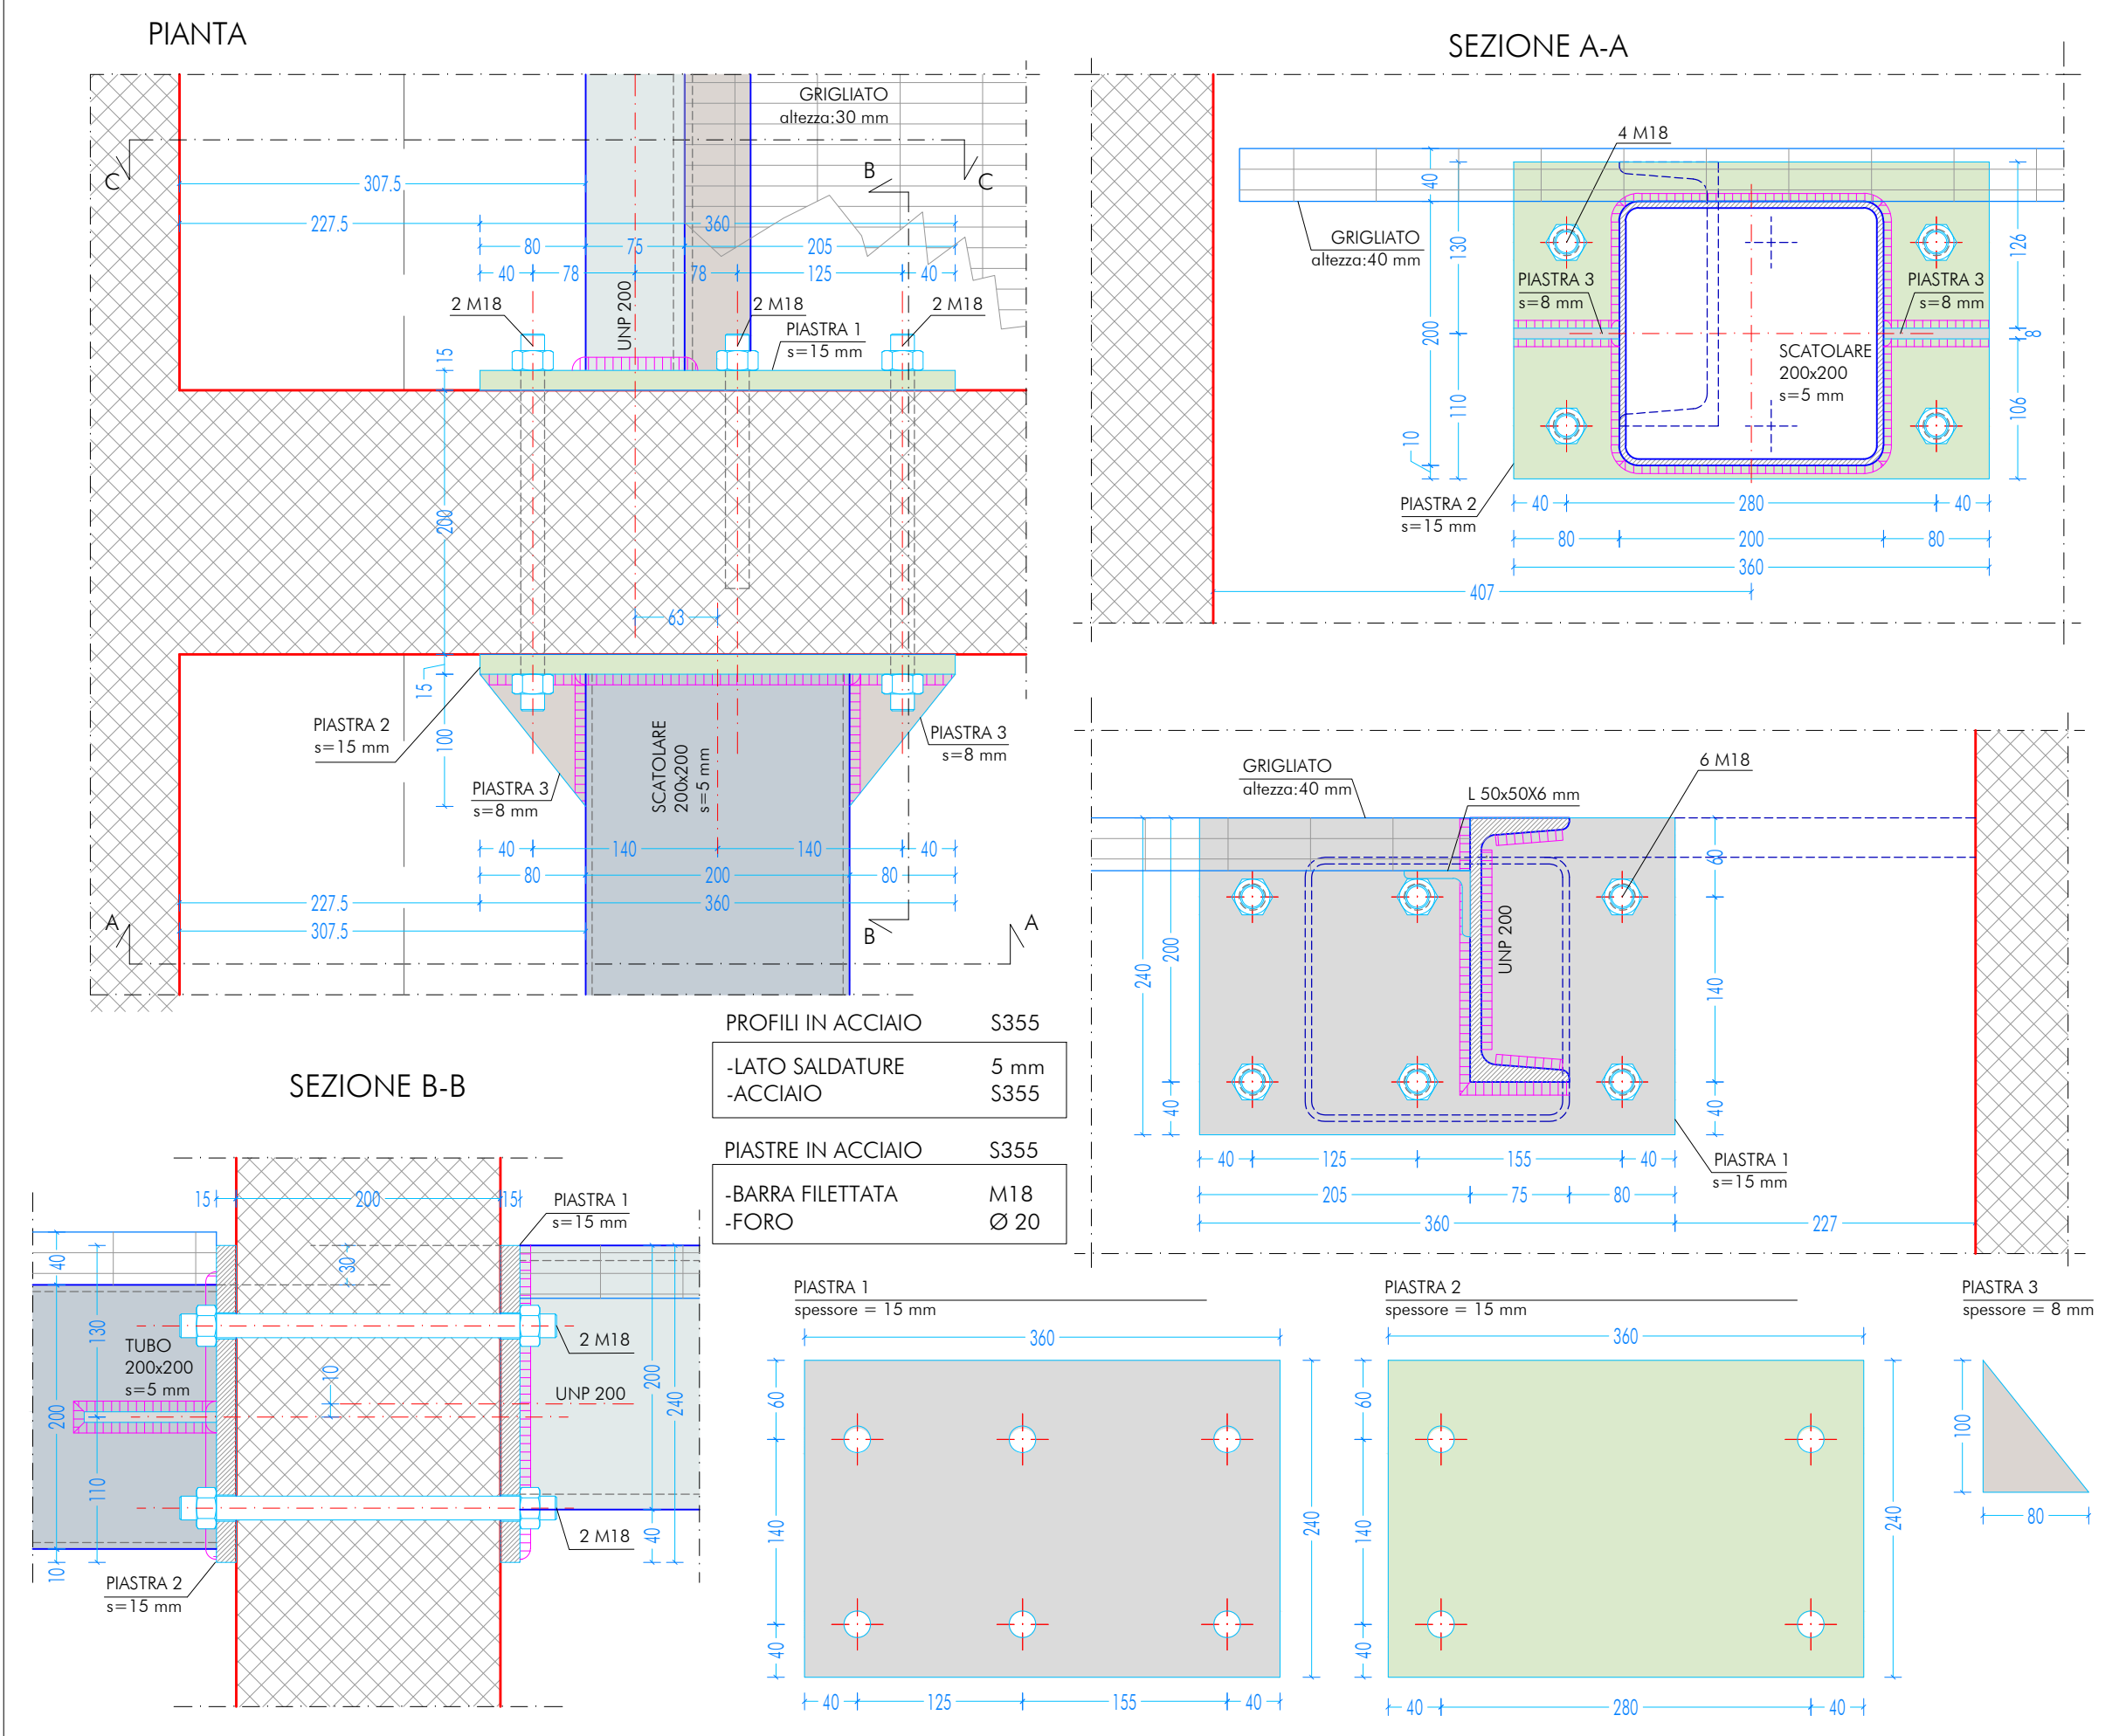 PIANTA
GRIGLIATO
altezza:30 mm
C
B
C
307.5
227.5
360
80
75
205
40
78
78
125
40
2 M18
UNP 200
2 M18
2 M18
PIASTRA 1
s=15 mm
15
200
63
15
100
PIASTRA 2
s=15 mm
PIASTRA 3
s=8 mm
SCATOLARE
200x200
s=5 mm
PIASTRA 3
s=8 mm
40
140
140
40
80
200
80
227.5
360
307.5
A
B
A
SEZIONE A-A
4 M18
40
130
200
110
10
GRIGLIATO
altezza:40 mm
PIASTRA 3
s=8 mm
PIASTRA 3
s=8 mm
126
8
106
SCATOLARE
200x200
s=5 mm
PIASTRA 2
s=15 mm
40
280
40
80
200
80
360
407
GRIGLIATO
altezza:40 mm
L 50x50X6 mm
6 M18
UNP 200
240
200
40
60
140
40
40
125
155
40
205
75
80
360
227
PIASTRA 1
s=15 mm
PROFILI IN ACCIAIO S355
-LATO SALDATURE 5 mm
-ACCIAIO S355
PIASTRE IN ACCIAIO S355
-BARRA FILETTATA M18
-FORO Ø 20
SEZIONE B-B
15
200
15
PIASTRA 1
s=15 mm
40
130
30
TUBO
200x200
s=5 mm
10
200
110
10
2 M18
UNP 200
200
240
40
2 M18
PIASTRA 2
s=15 mm
PIASTRA 1
spessore = 15 mm
360
60
140
40
240
40
125
155
40
PIASTRA 2
spessore = 15 mm
360
60
140
40
240
40
280
40
PIASTRA 3
spessore = 8 mm
100
80